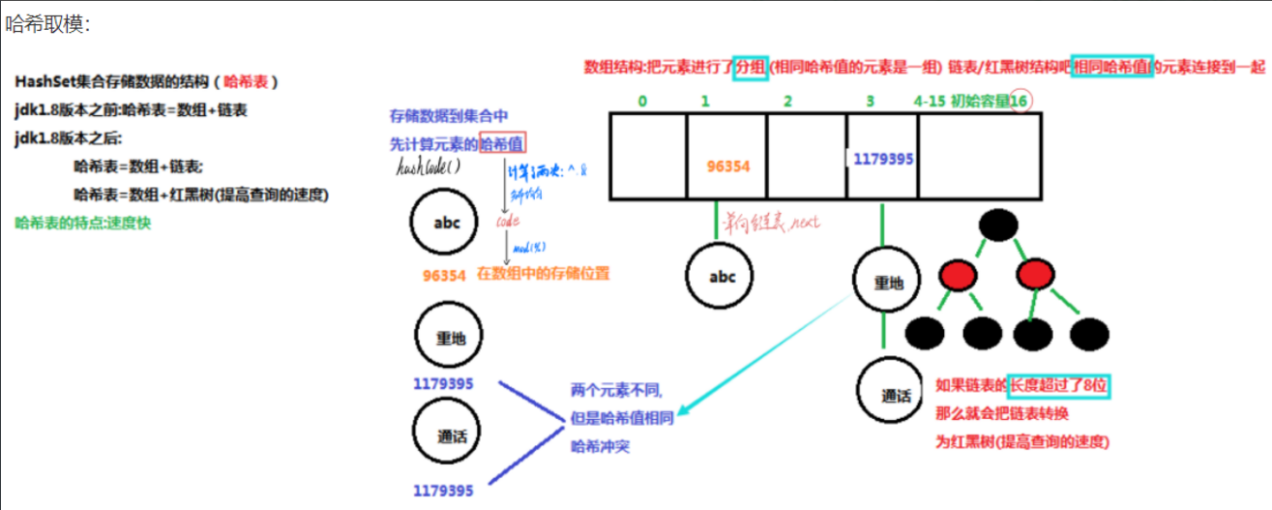 哈希取模：
HashSet集合存储数据的结构（哈希表）
jdk1.8版本之前:哈希表=数组+链表
jdk1.8版本之后:
哈希表=数组+链表;
哈希表=数组+红黑树(提高查询的速度)
哈希表的特点:速度快
存储数据到集合中
先计算元素的哈希值
hashCode()
计算了两次: ^. &
code
mod(%)
abc
96354 在数组中的存储位置
重地
1179395
通话
1179395
两个元素不同,
但是哈希值相同
哈希冲突
数组结构:把元素进行了分组(相同哈希值的元素是一组) 链表/红黑树结构吧相同哈希值的元素连接到一起
0 1 2 3 4-15 初始容量16
96354
1179395
单向链表.next
abc
重地
通话
如果链表的长度超过了8位
那么就会把链表转换
为红黑树(提高查询的速度)